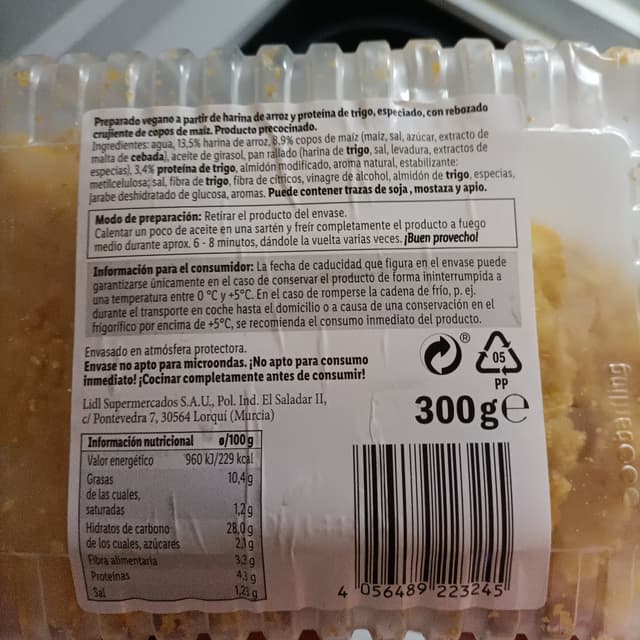 Preparado vegano a partir de harina de arroz y proteína de trigo, especiado, con rebozado
crujiente de copos de maíz. Producto precocinado.
Ingredientes: agua, 13,5% harina de arroz, 8,9% copos de maíz (maíz, sal, azúcar, extracto de
malta de cebada), aceite de girasol, pan rallado (harina de trigo, sal, levadura, extractos de
especias), 3,4% proteína de trigo, almidón modificado, aroma natural, estabilizante:
metilcelulosa; sal, fibra de trigo, fibra de cítricos, vinagre de alcohol, almidón de trigo, especias,
jarabe deshidratado de glucosa, aromas. Puede contener trazas de soja, mostaza y apio.
Modo de preparación: Retirar el producto del envase.
Calentar un poco de aceite en una sartén y freír completamente el producto a fuego
medio durante aprox. 6 - 8 minutos, dándole la vuelta varias veces. ¡Buen provecho!
Información para el consumidor: La fecha de caducidad que figura en el envase puede
garantizarse únicamente en el caso de conservar el producto de forma ininterrumpida a
una temperatura entre 0 °C y +5°C. En el caso de romperse la cadena de frío, p. ej.
durante el transporte en coche hasta el domicilio o a causa de una conservación en el
frigorífico por encima de +5°C, se recomienda el consumo inmediato del producto.
Envasado en atmósfera protectora.
Envase no apto para microondas. ¡No apto para consumo
inmediato! ¡Cocinar completamente antes de consumir!
Lidl Supermercados S.A.U., Pol. Ind. El Saladar II,
c/ Pontevedra 7, 30564 Lorquí (Murcia)
®
05
PP
300g e
Información nutricional ø/100g
Valor energético 960 kJ/229 kcal
Grasas 10,4g
de las cuales,
saturadas 1,2g
Hidratos de carbono 28,0g
de los cuales, azúcares 2,1g
Fibra alimentaria 3,2g
Proteínas 4,3g
Sal 1,23g
4 056489 223245